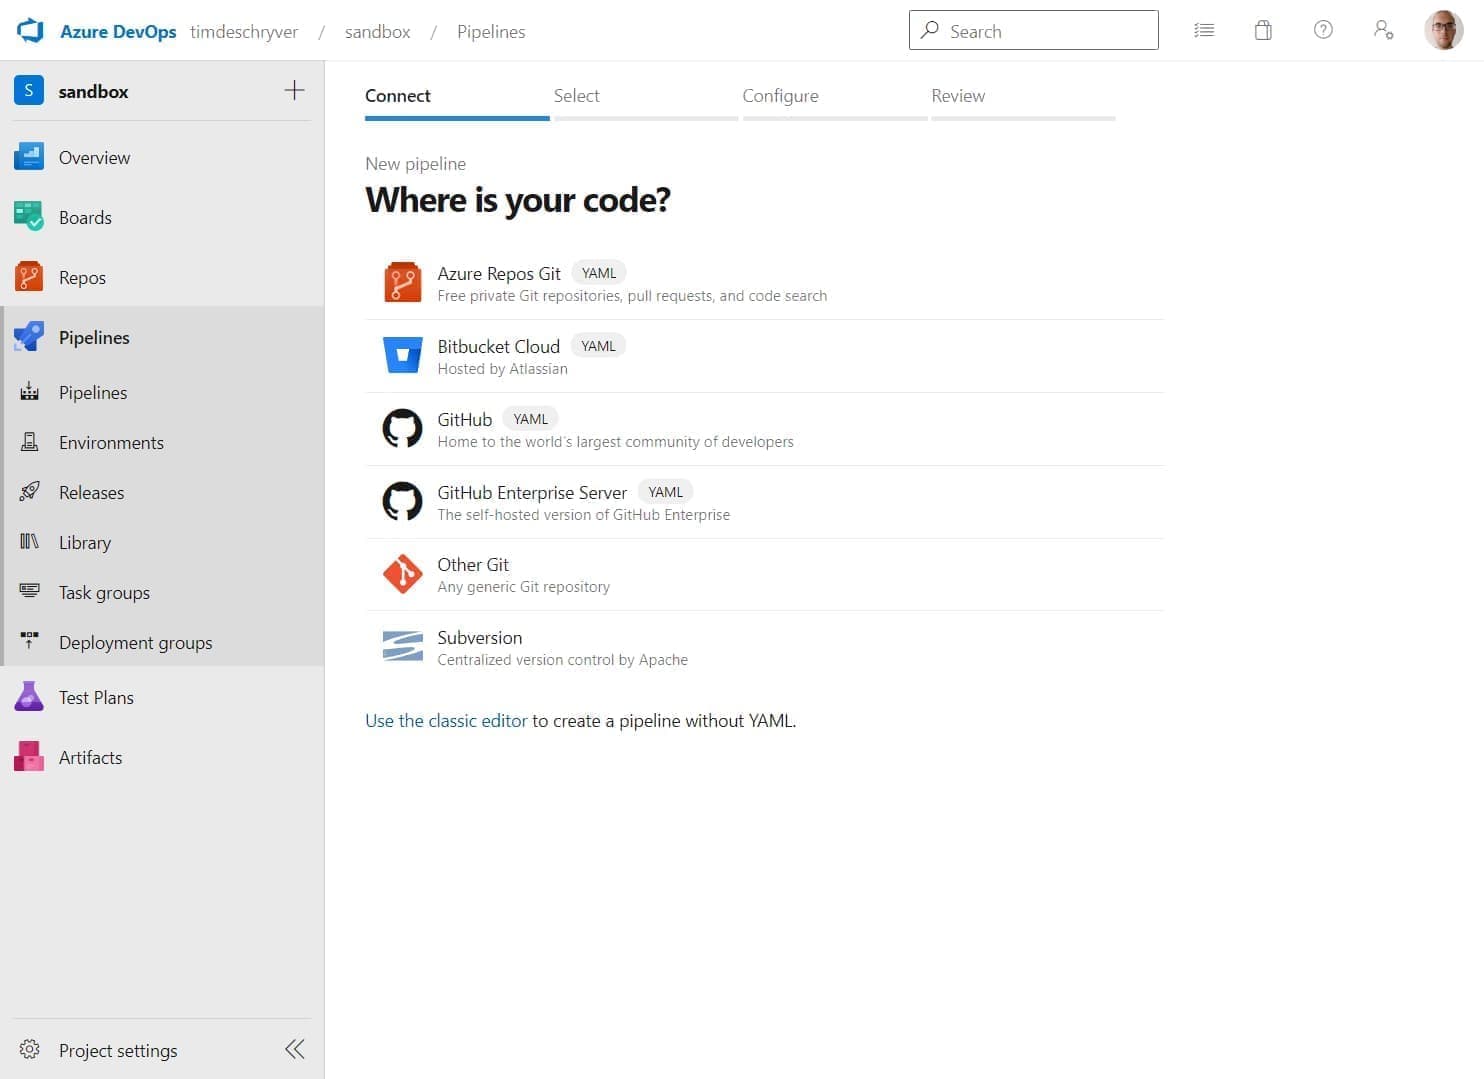 Azure DevOps timdeschryver / sandbox / Pipelines
Search
S sandbox
Overview
Boards
Repos
Pipelines
Pipelines
Environments
Releases
Library
Task groups
Deployment groups
Test Plans
Artifacts
Project settings
Connect Select Configure Review
New pipeline
Where is your code?
Azure Repos Git YAML
Free private Git repositories, pull requests, and code search
Bitbucket Cloud YAML
Hosted by Atlassian
GitHub YAML
Home to the world's largest community of developers
GitHub Enterprise Server YAML
The self-hosted version of GitHub Enterprise
Other Git
Any generic Git repository
Subversion
Centralized version control by Apache
Use the classic editor to create a pipeline without YAML.